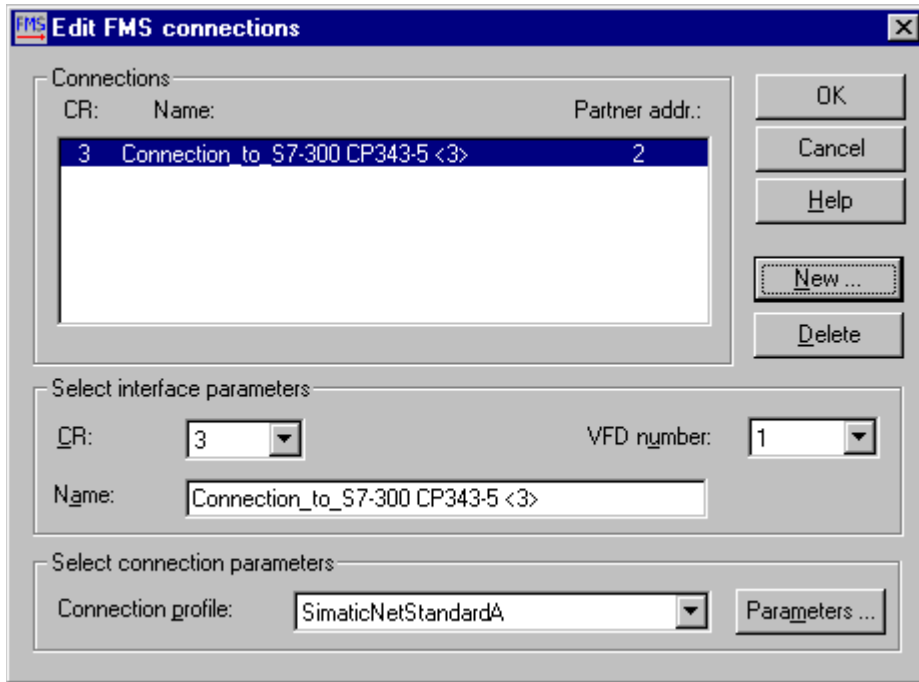 FMS Edit FMS connections
Connections
CR: Name: Partner addr.:
3 Connection_to_S7-300 CP343-5 <3> 2
OK
Cancel
Help
New ...
Delete
Select interface parameters
CR: 3 VFD number: 1
Name: Connection_to_S7-300 CP343-5 <3>
Select connection parameters
Connection profile: SimaticNetStandardA Parameters ...